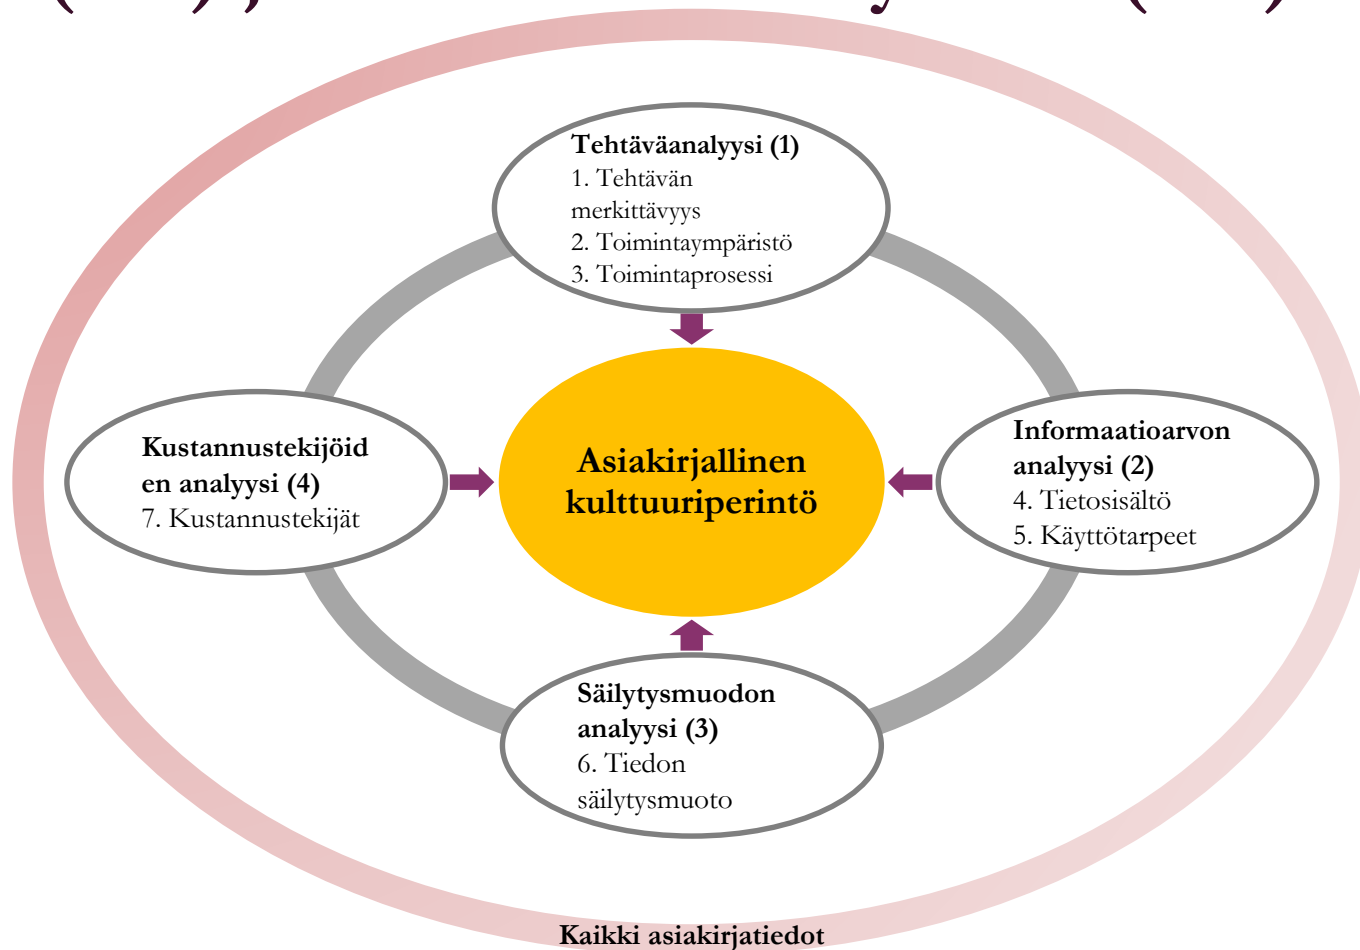 Tehtäväanalyysi (1)
1. Tehtävän
merkittävyys
2. Toimintaympäristö
3. Toimintaprosessi
Kustannustekijöid
en analyysi (4)
7. Kustannustekijät
Asiakirjallinen
kulttuuriperintö
Informaatioarvon
analyysi (2)
4. Tietosisältö
5. Käyttötarpeet
Säilytysmuodon
analyysi (3)
6. Tiedon
säilytysmuoto
Kaikki asiakirjatiedot